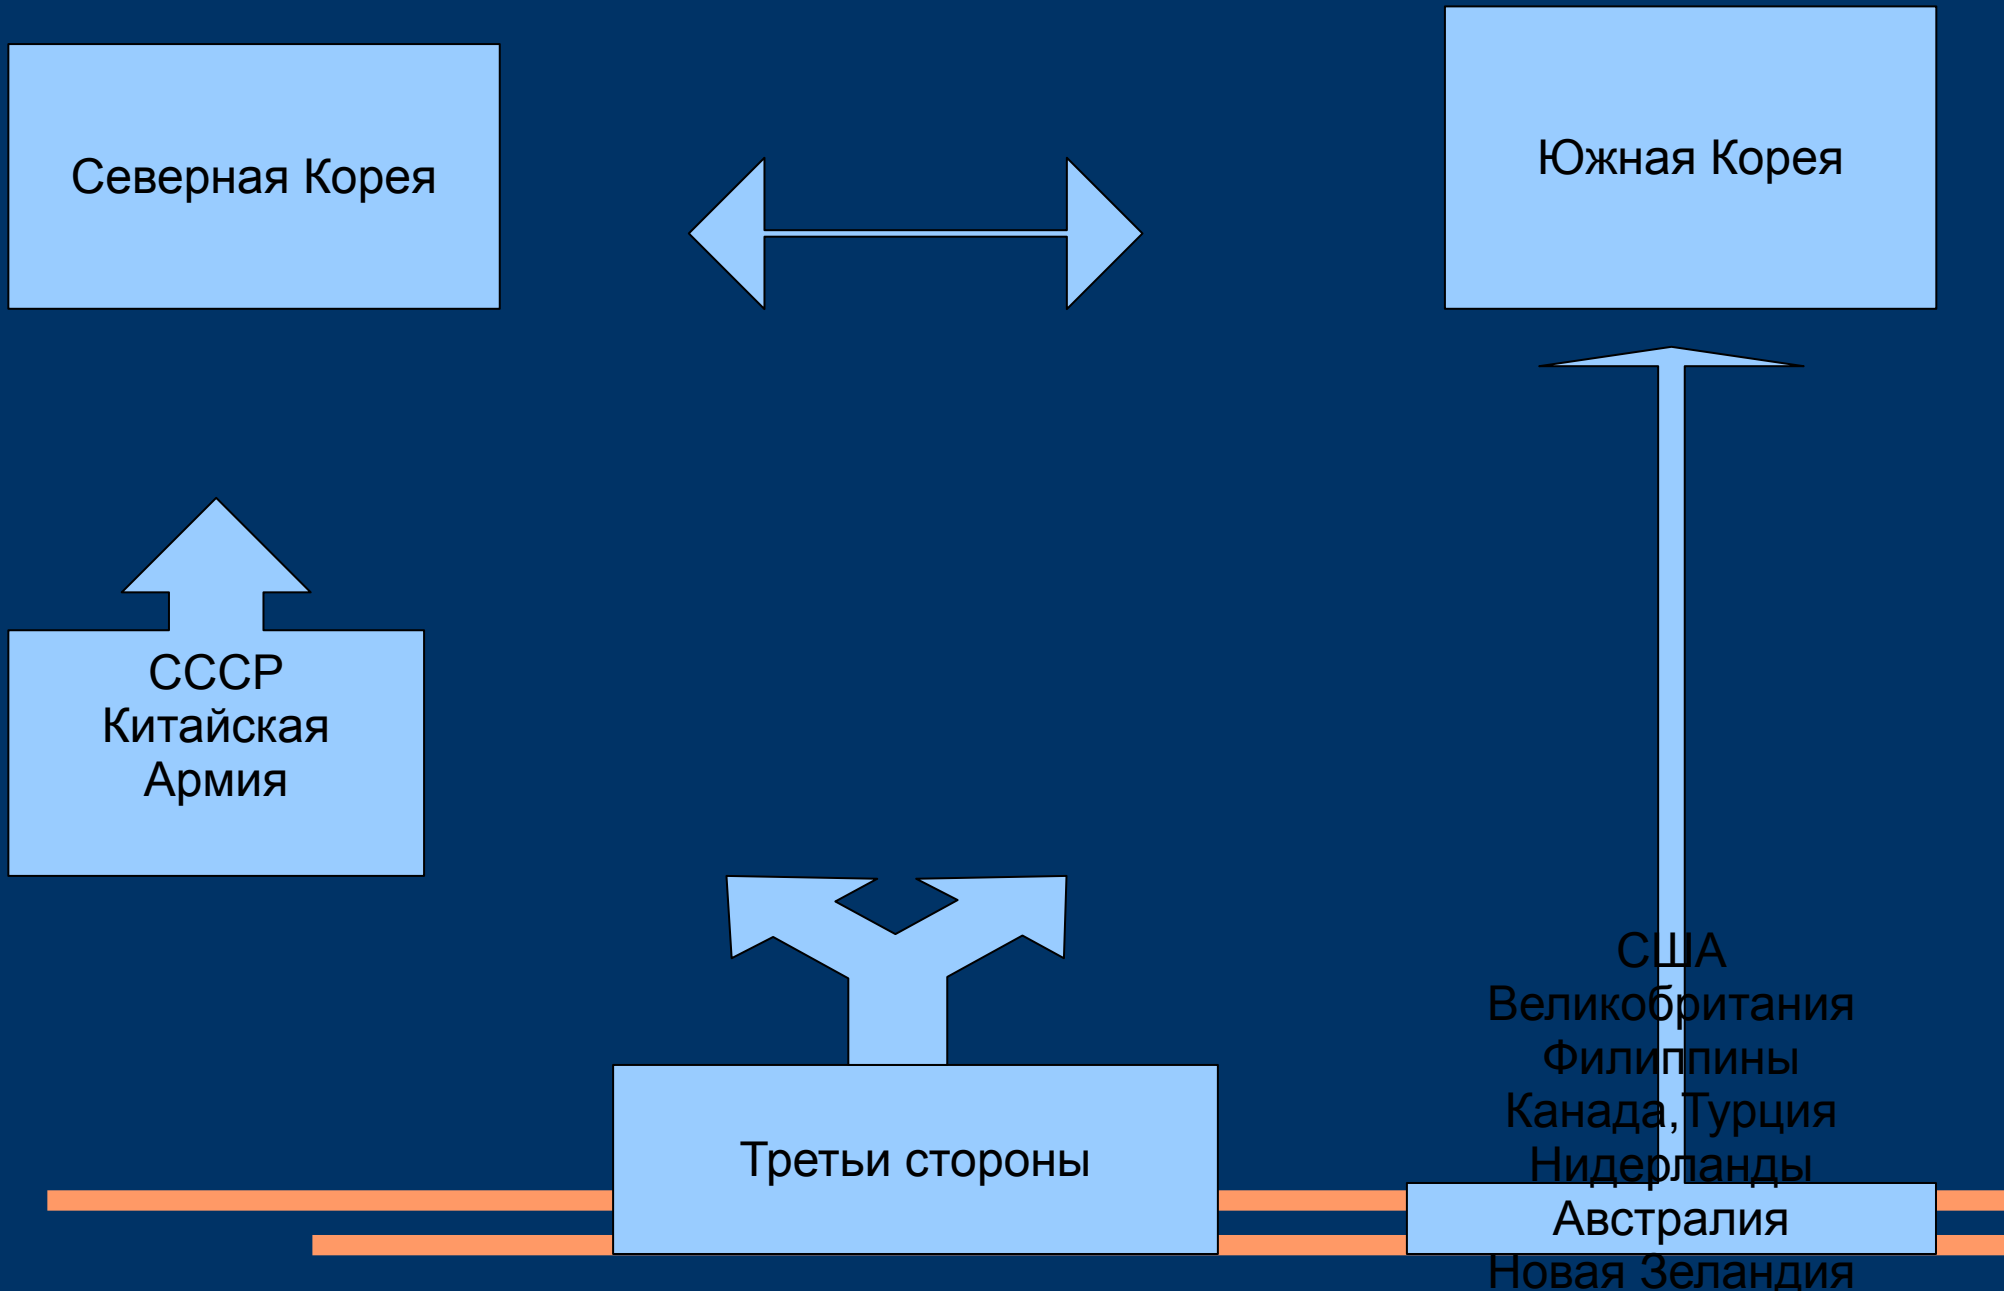 Северная Корея
Южная Корея
СССР
Китайская
Армия
Третьи стороны
США
Великобритания
Филиппины
Канада,Турция
Нидерланды
Австралия
Новая Зеландия